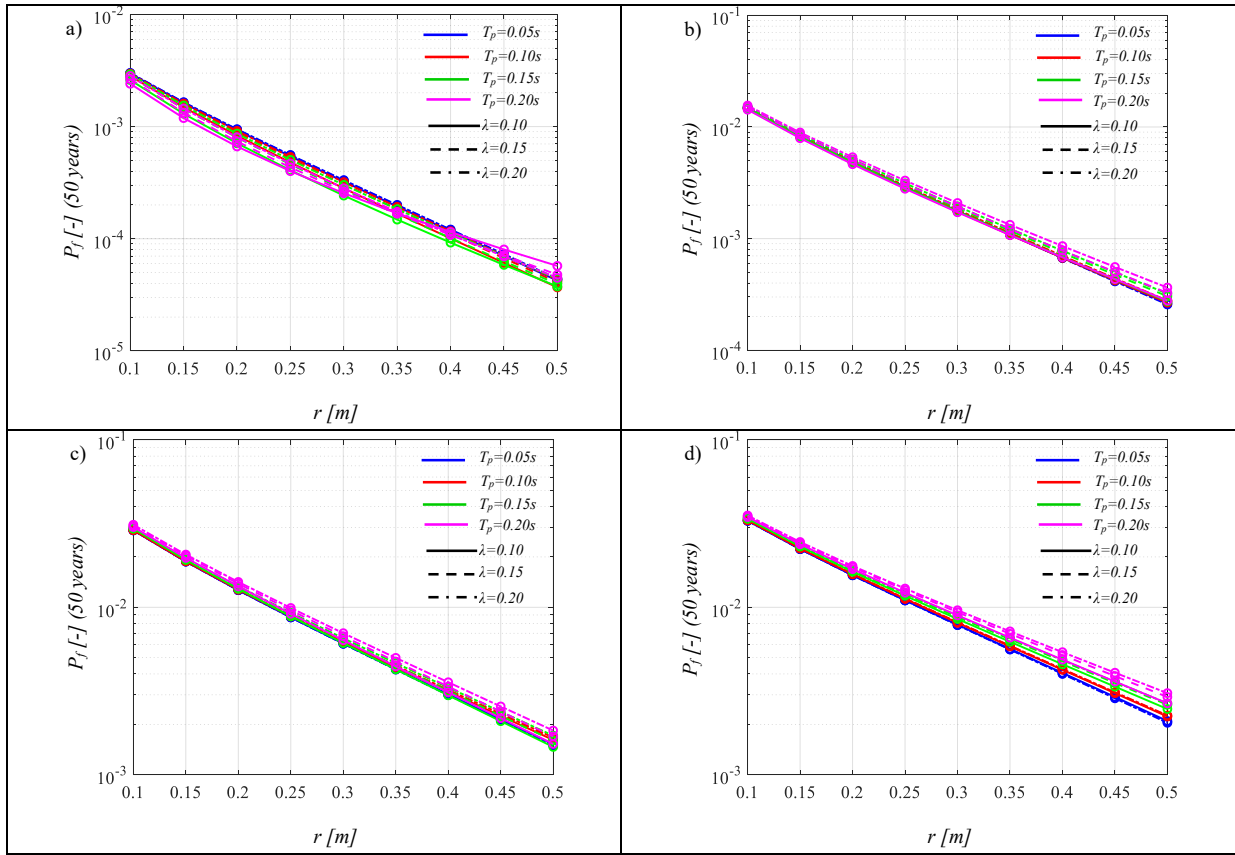 a)
10^-2
10^-3
10^-4
10^-5
P_f [-] (50 years)
T_p=0.05s
T_p=0.10s
T_p=0.15s
T_p=0.20s
λ=0.10
λ=0.15
λ=0.20
0.1 0.15 0.2 0.25 0.3 0.35 0.4 0.45 0.5
r [m]
b)
10^-1
10^-2
10^-3
10^-4
P_f [-] (50 years)
T_p=0.05s
T_p=0.10s
T_p=0.15s
T_p=0.20s
λ=0.10
λ=0.15
λ=0.20
0.1 0.15 0.2 0.25 0.3 0.35 0.4 0.45 0.5
r [m]
c)
10^-1
10^-2
10^-3
P_f [-] (50 years)
T_p=0.05s
T_p=0.10s
T_p=0.15s
T_p=0.20s
λ=0.10
λ=0.15
λ=0.20
0.1 0.15 0.2 0.25 0.3 0.35 0.4 0.45 0.5
r [m]
d)
10^-1
10^-2
10^-3
P_f [-] (50 years)
T_p=0.05s
T_p=0.10s
T_p=0.15s
T_p=0.20s
λ=0.10
λ=0.15
λ=0.20
0.1 0.15 0.2 0.25 0.3 0.35 0.4 0.45 0.5
r [m]